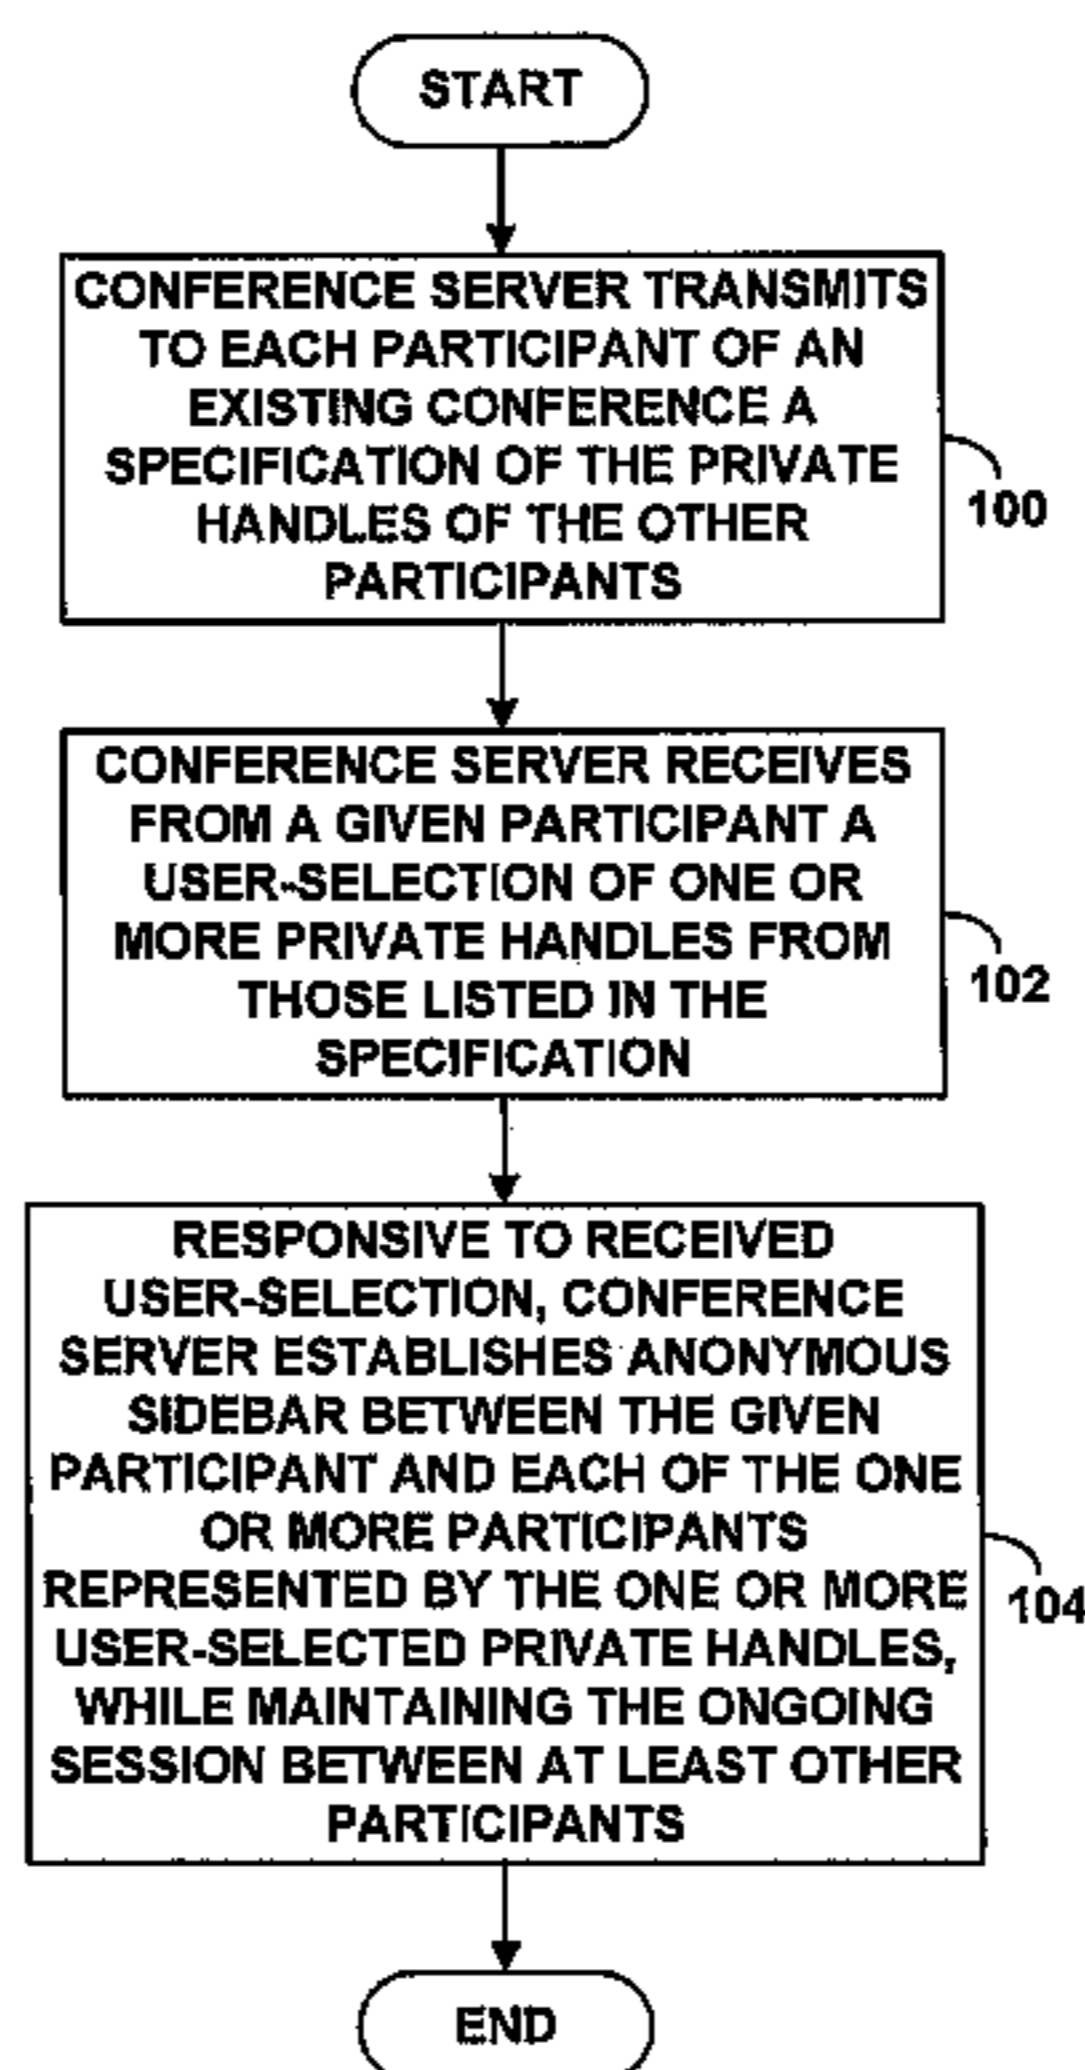 START
CONFERENCE SERVER TRANSMITS
TO EACH PARTICIPANT OF AN
EXISTING CONFERENCE A
SPECIFICATION OF THE PRIVATE
HANDLES OF THE OTHER
PARTICIPANTS
100
CONFERENCE SERVER RECEIVES
FROM A GIVEN PARTICIPANT A
USER-SELECTION OF ONE OR
MORE PRIVATE HANDLES FROM
THOSE LISTED IN THE
SPECIFICATION
102
RESPONSIVE TO RECEIVED
USER-SELECTION, CONFERENCE
SERVER ESTABLISHES ANONYMOUS
SIDEBAR BETWEEN THE GIVEN
PARTICIPANT AND EACH OF THE ONE
OR MORE PARTICIPANTS
REPRESENTED BY THE ONE OR MORE
USER-SELECTED PRIVATE HANDLES,
WHILE MAINTAINING THE ONGOING
SESSION BETWEEN AT LEAST OTHER
PARTICIPANTS
104
END